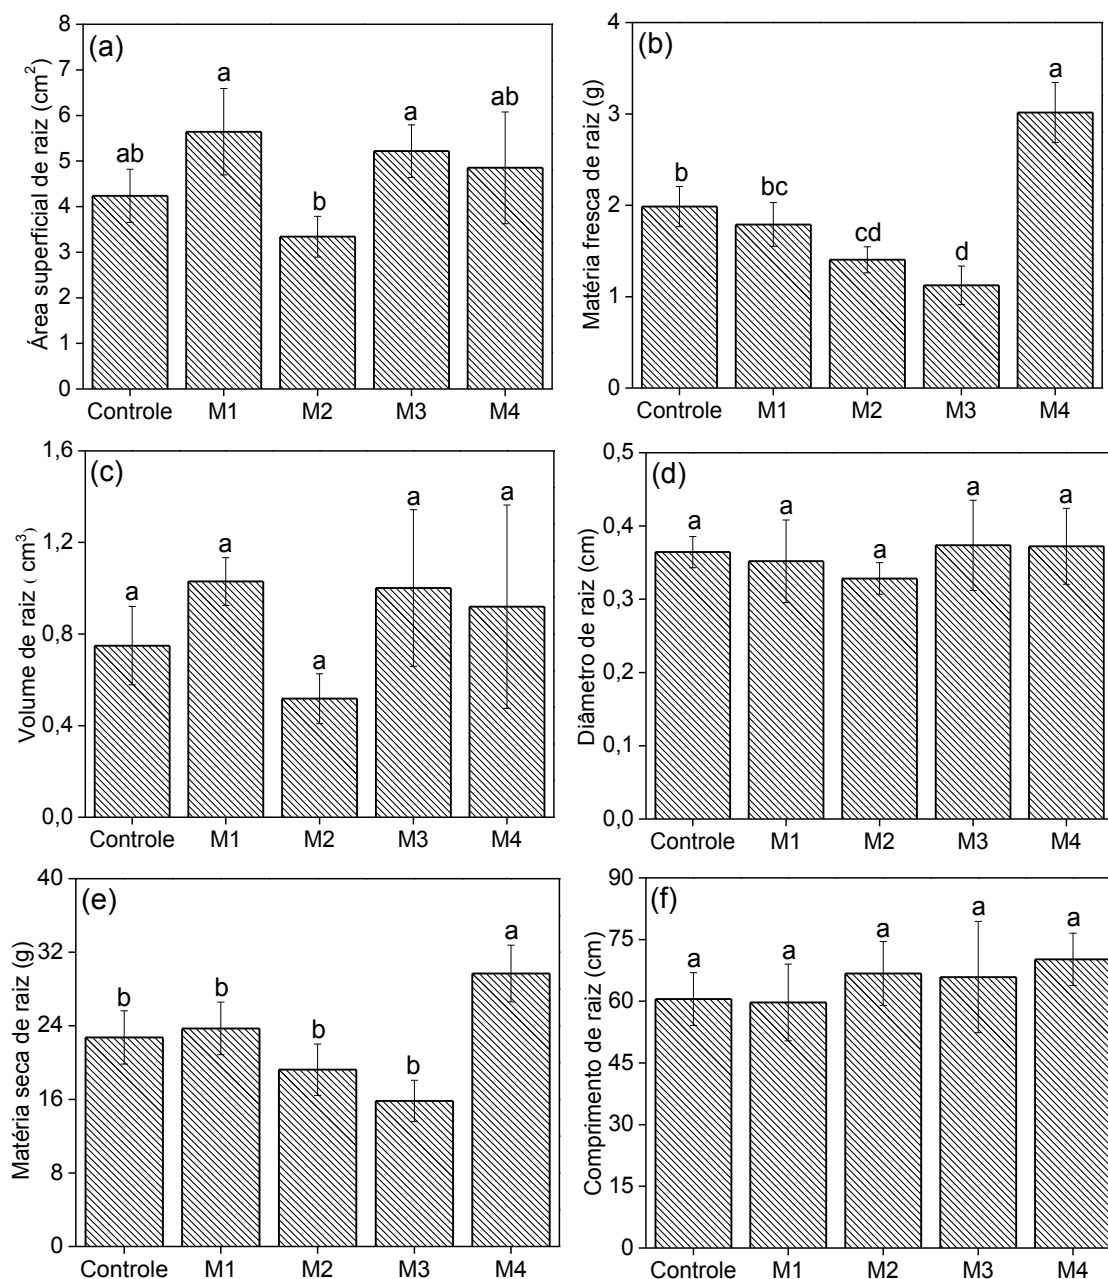 (a)
Área superficial de raiz (cm²)
8
7
6
5
4
3
2
1
0
ab
a
b
a
ab
Controle M1 M2 M3 M4
(b)
Matéria fresca de raiz (g)
4
3
2
1
0
b
bc
cd
d
a
Controle M1 M2 M3 M4
(c)
Volume de raiz ( cm³)
1,6
1,2
0,8
0,4
0,0
a
a
a
a
a
Controle M1 M2 M3 M4
(d)
Diâmetro de raiz (cm)
0,5
0,4
0,3
0,2
0,1
0,0
a
a
a
a
a
Controle M1 M2 M3 M4
(e)
Matéria seca de raiz (g)
40
32
24
16
8
0
b
b
b
b
a
Controle M1 M2 M3 M4
(f)
Comprimento de raiz (cm)
90
75
60
45
30
15
0
a
a
a
a
a
Controle M1 M2 M3 M4